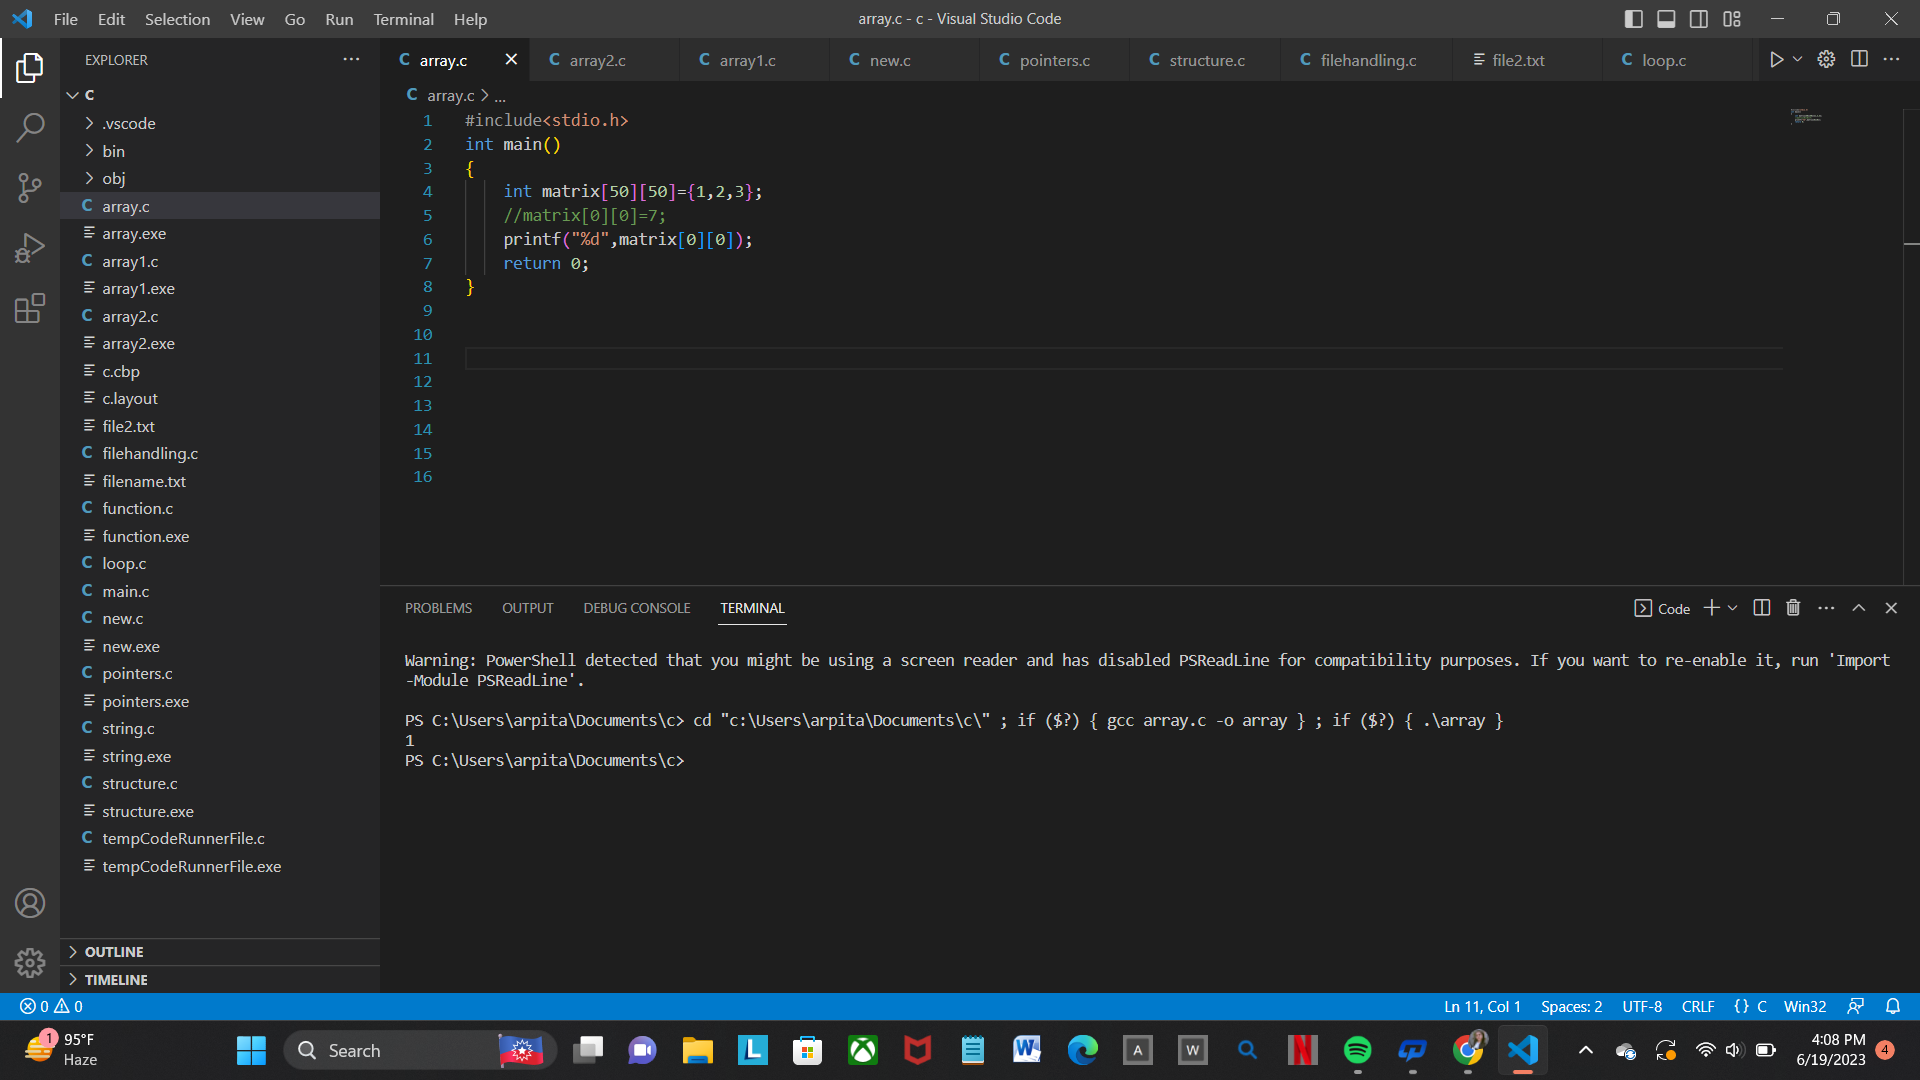 File Edit Selection View Go Run Terminal Help
array.c - c - Visual Studio Code
EXPLORER
C
.vscode
bin
obj
C array.c
array.exe
C array1.c
array1.exe
C array2.c
array2.exe
c.cbp
c.layout
file2.txt
C filehandling.c
filename.txt
C function.c
function.exe
C loop.c
C main.c
C new.c
new.exe
C pointers.c
pointers.exe
C string.c
string.exe
C structure.c
structure.exe
C tempCodeRunnerFile.c
tempCodeRunnerFile.exe
OUTLINE
TIMELINE
C array.c C array2.c C array1.c C new.c C pointers.c C structure.c C filehandling.c file2.txt C loop.c
C array.c > ...
1 #include<stdio.h>
2 int main()
3 {
4 int matrix[50][50]={1,2,3};
5 //matrix[0][0]=7;
6 printf("%d",matrix[0][0]);
7 return 0;
8 }
9
10
11
12
13
14
15
16
PROBLEMS OUTPUT DEBUG CONSOLE TERMINAL Code
Warning: PowerShell detected that you might be using a screen reader and has disabled PSReadLine for compatibility purposes. If you want to re-enable it, run 'Import
-Module PSReadLine'.
PS C:\Users\arpita\Documents\c> cd "c:\Users\arpita\Documents\c\" ; if ($?) { gcc array.c -o array } ; if ($?) { .\array }
1
PS C:\Users\arpita\Documents\c>
0 0 Ln 11, Col 1 Spaces: 2 UTF-8 CRLF {} C Win32
1 95°F
Haze
Search
L
W
A
W
N
4:08 PM
6/19/2023
4